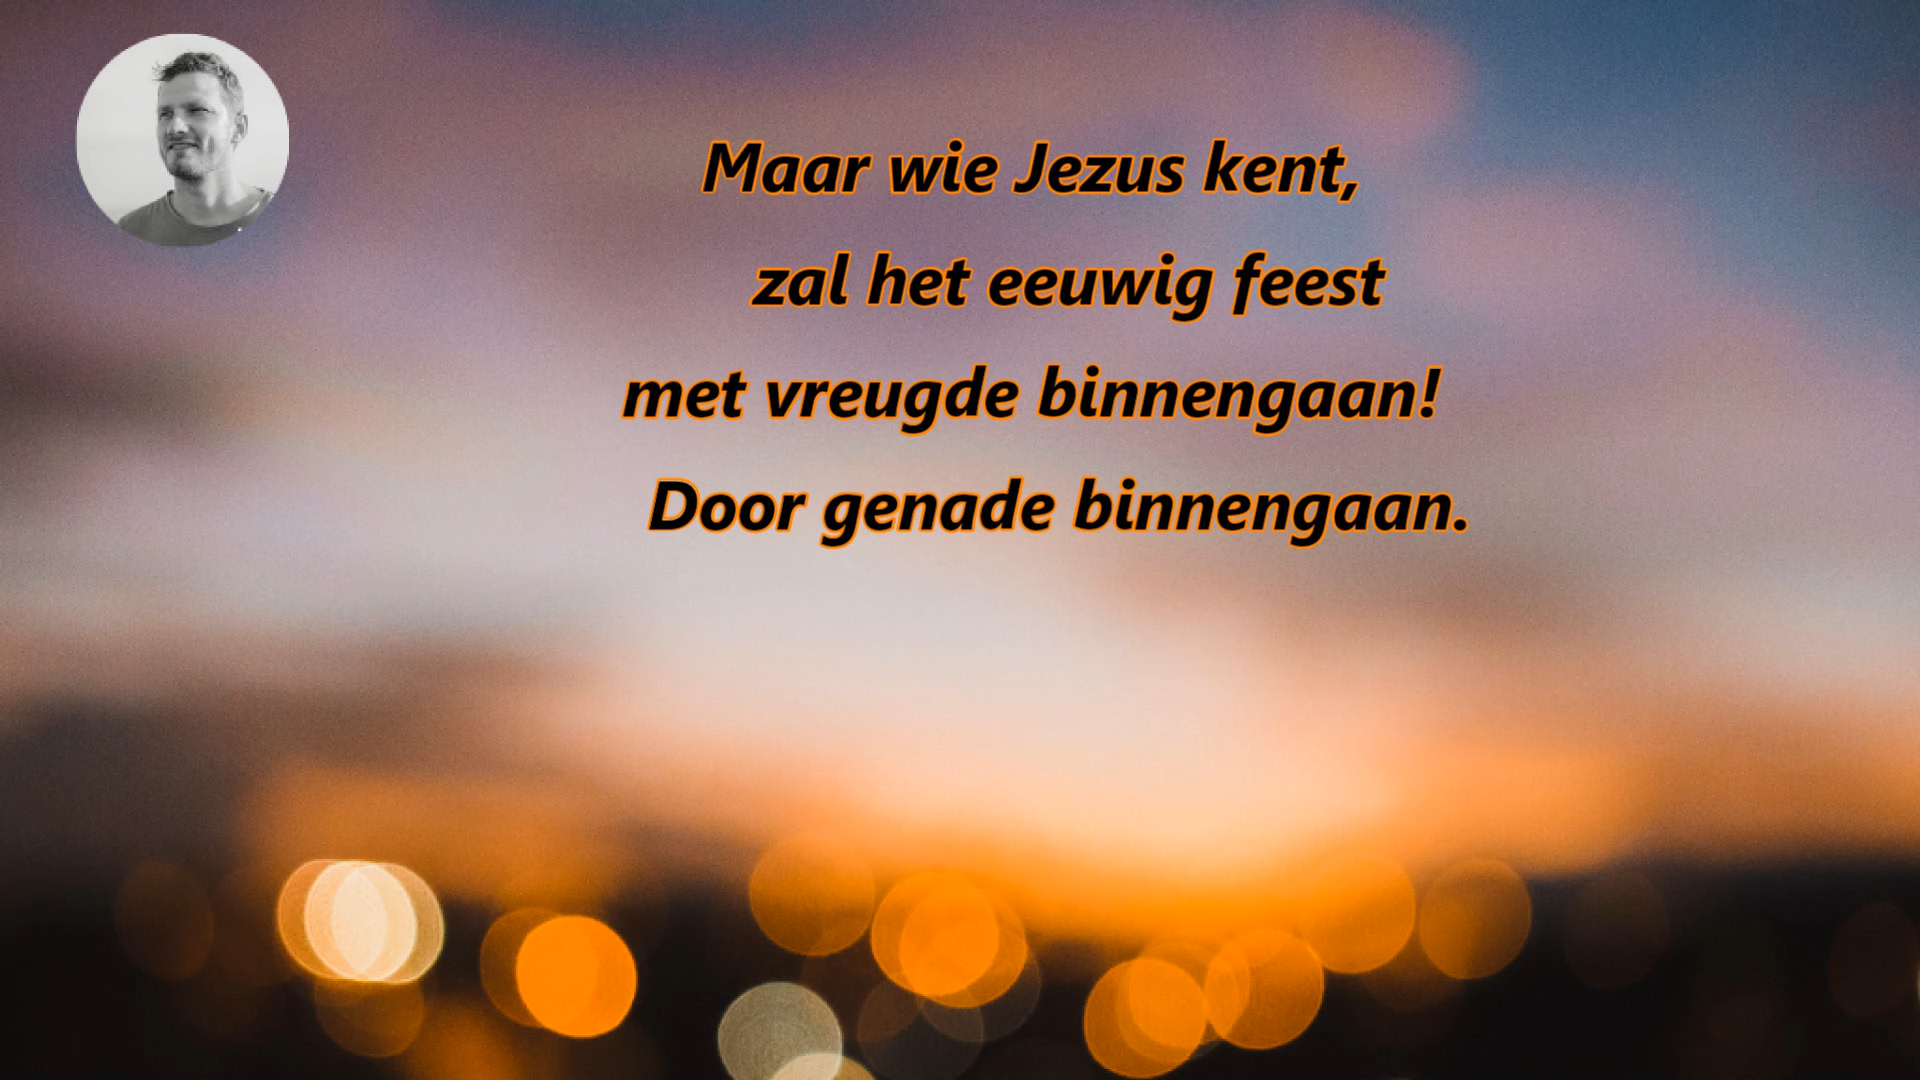 Maar wie Jezus kent,
zal het eeuwig feest
met vreugde binnengaan!
Door genade binnengaan.